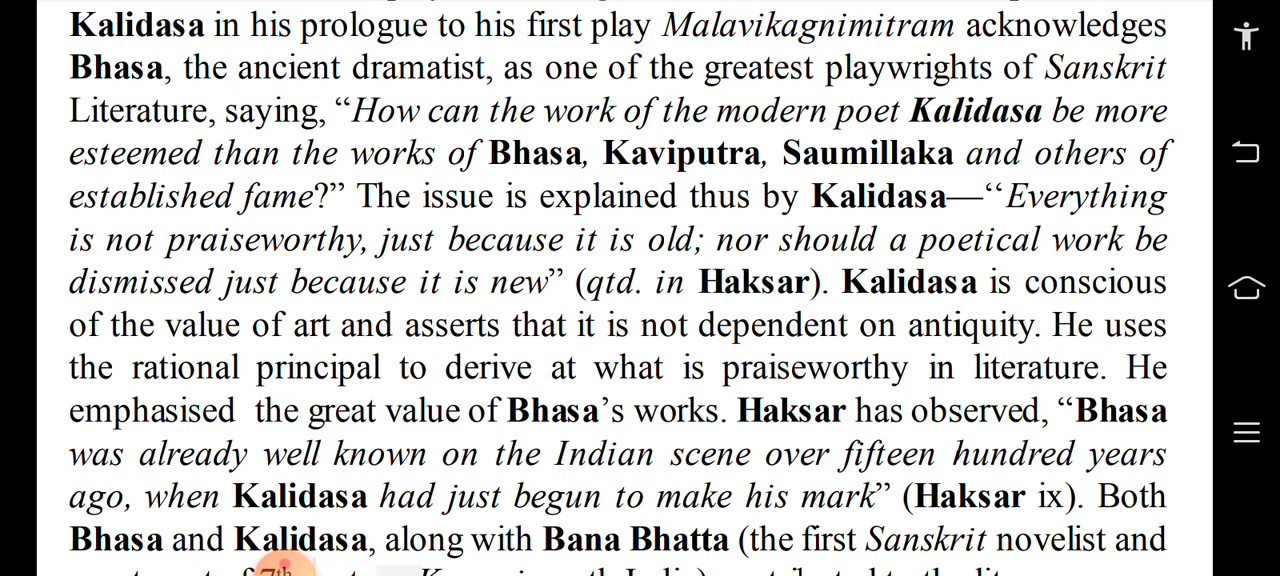 Kalidasa in his prologue to his first play Malavikagnimitram acknowledges
Bhasa, the ancient dramatist, as one of the greatest playwrights of Sanskrit
Literature, saying, “How can the work of the modern poet Kalidasa be more
esteemed than the works of Bhasa, Kaviputra, Saumillaka and others of
established fame?” The issue is explained thus by Kalidasa—“Everything
is not praiseworthy, just because it is old; nor should a poetical work be
dismissed just because it is new” (qtd. in Haksar). Kalidasa is conscious
of the value of art and asserts that it is not dependent on antiquity. He uses
the rational principal to derive at what is praiseworthy in literature. He
emphasised the great value of Bhasa’s works. Haksar has observed, “Bhasa
was already well known on the Indian scene over fifteen hundred years
ago, when Kalidasa had just begun to make his mark” (Haksar ix). Both
Bhasa and Kalidasa, along with Bana Bhatta (the first Sanskrit novelist and
7th